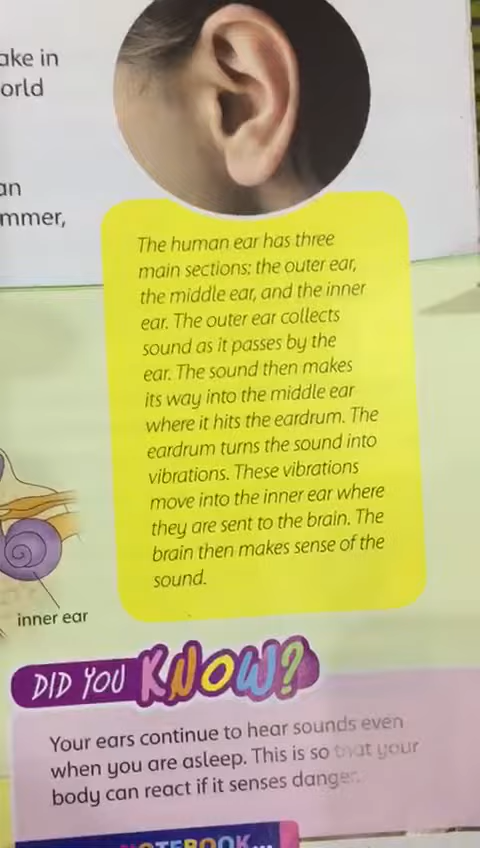 ake in
orld
an
mmer,
The human ear has three
main sections: the outer ear,
the middle ear, and the inner
ear. The outer ear collects
sound as it passes by the
ear. The sound then makes
its way into the middle ear
where it hits the eardrum. The
eardrum turns the sound into
vibrations. These vibrations
move into the inner ear where
they are sent to the brain. The
brain then makes sense of the
sound.
inner ear
DID YOU KNOW?
Your ears continue to hear sounds even
when you are asleep. This is so that your
body can react if it senses danger.
NOTEBOOK...